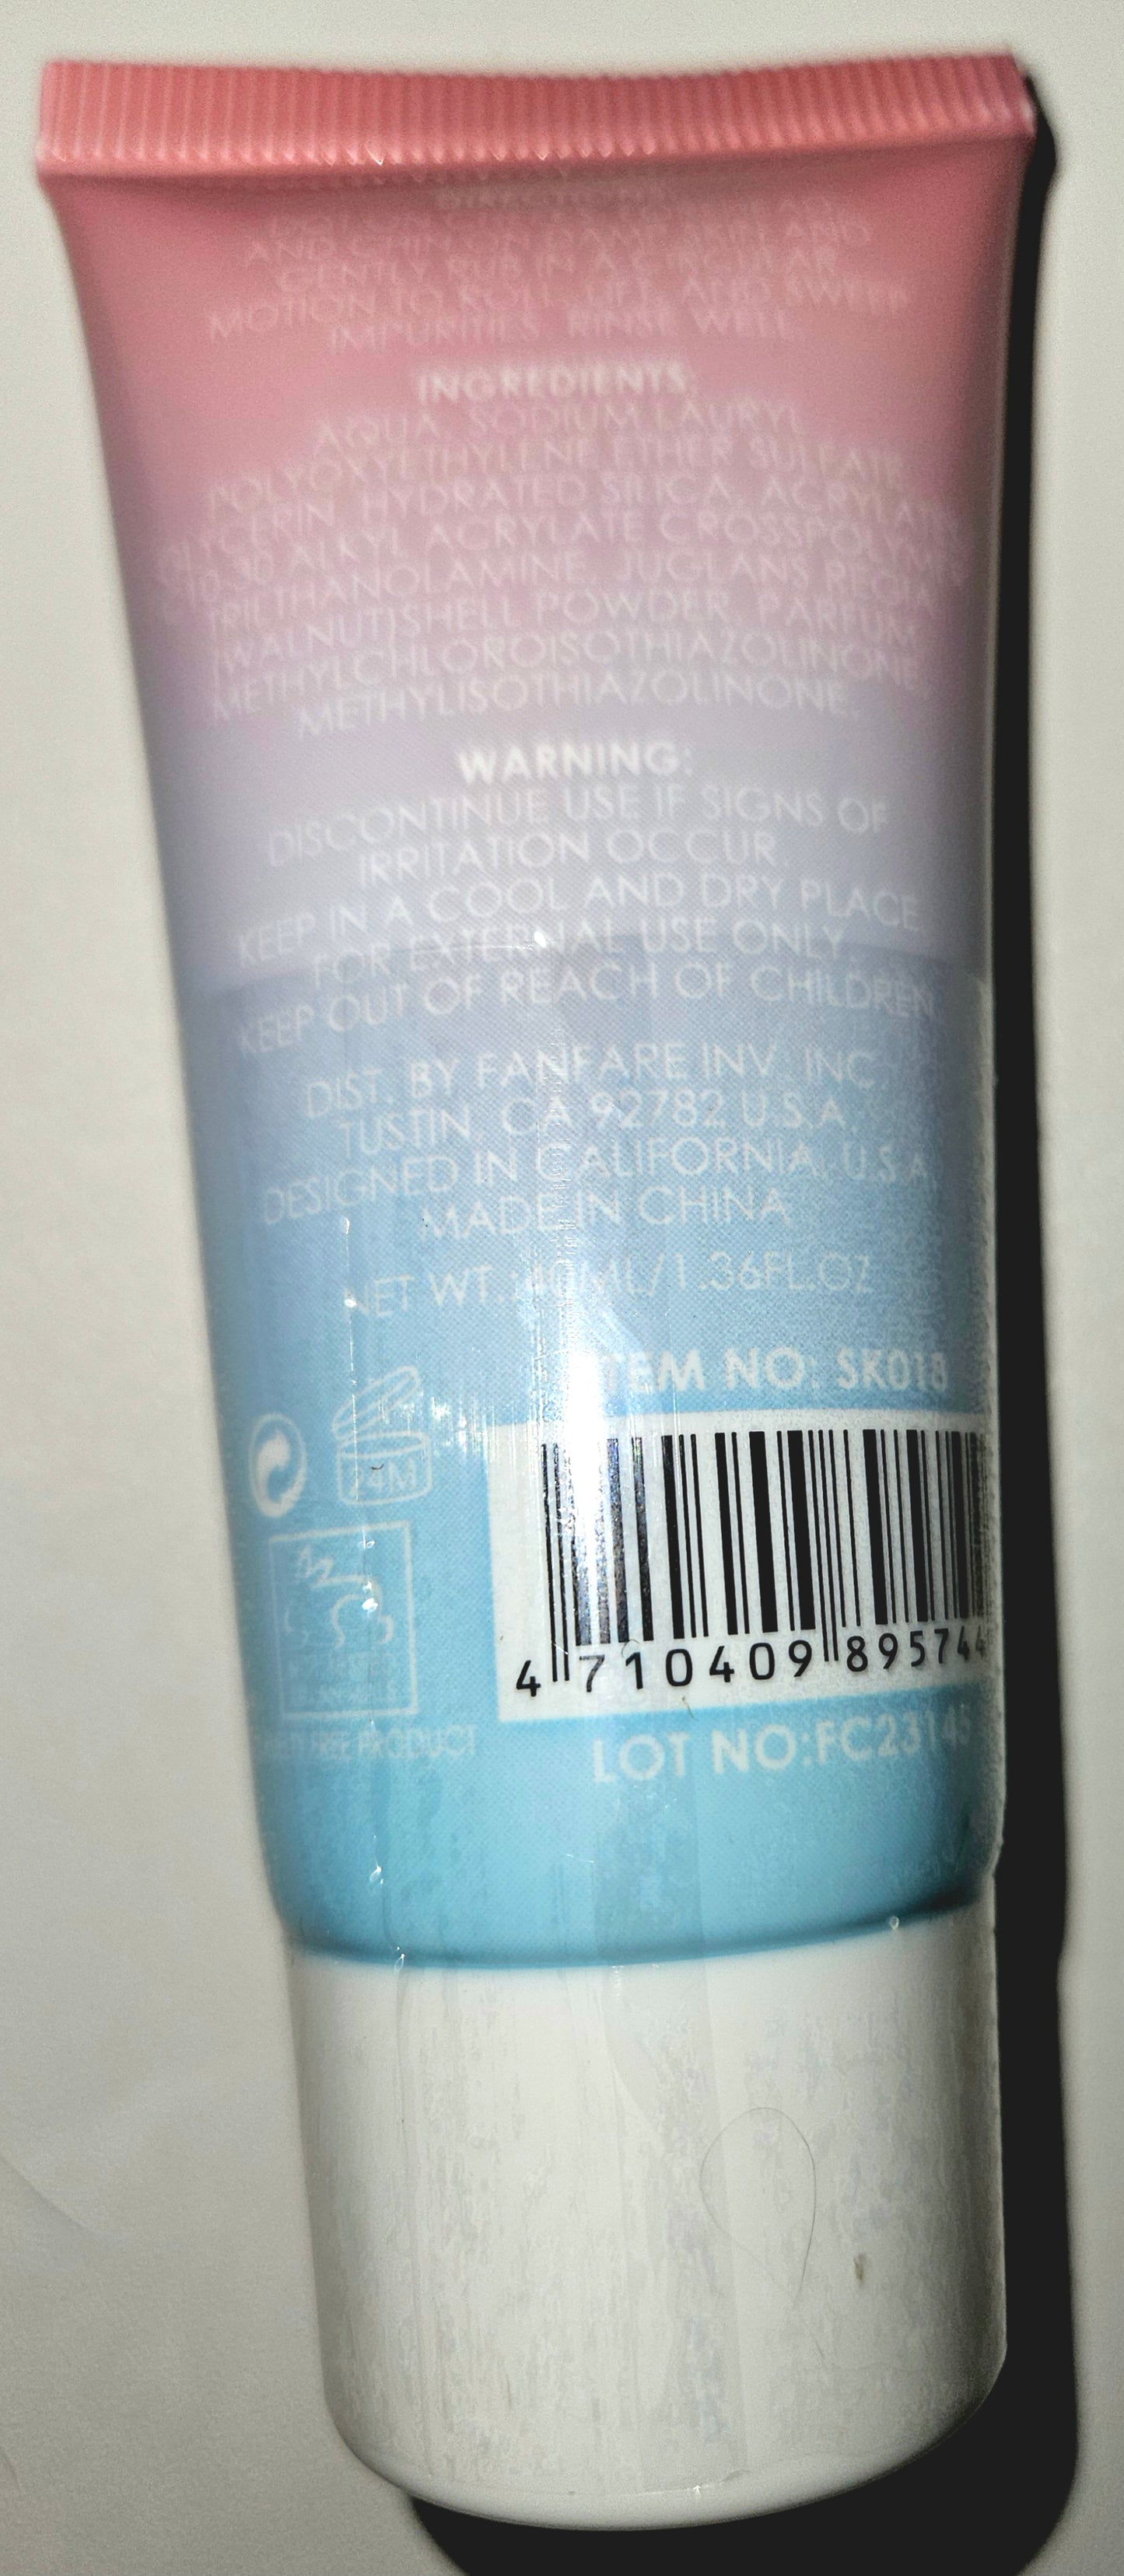 DIRECTIONS:
AND CHIN ON DAMP SKIN AND
GENTLY RUB IN A CIRCULAR
MOTION TO ROLL, LIFT, AND SWEEP
IMPURITIES. RINSE WELL.
INGREDIENTS:
AQUA, SODIUM LAURYL
POLYOXYETHYLENE ETHER SULFATE,
GLYCERIN, HYDRATED SILICA, ACRYLATES
C10-30 ALKYL ACRYLATE CROSSPOLYMER
TRIETHANOLAMINE, JUGLANS REGIA
(WALNUT)SHELL POWDER, PARFUM
METHYLCHLOROISOTHIAZOLINONE
METHYLISOTHIAZOLINONE.
WARNING:
DISCONTINUE USE IF SIGNS OF
IRRITATION OCCUR
KEEP IN A COOL AND DRY PLACE.
FOR EXTERNAL USE ONLY.
KEEP OUT OF REACH OF CHILDREN.
DIST. BY FANFARE INV. INC.
TUSTIN, CA 92782 U.S.A.
DESIGNED IN CALIFORNIA, U.S.A.
MADE IN CHINA
NET WT.: 40ML/1.36FL.OZ
ITEM NO: SK018
24M
4 710409 895744
FREE PRODUCT
LOT NO:FC23145